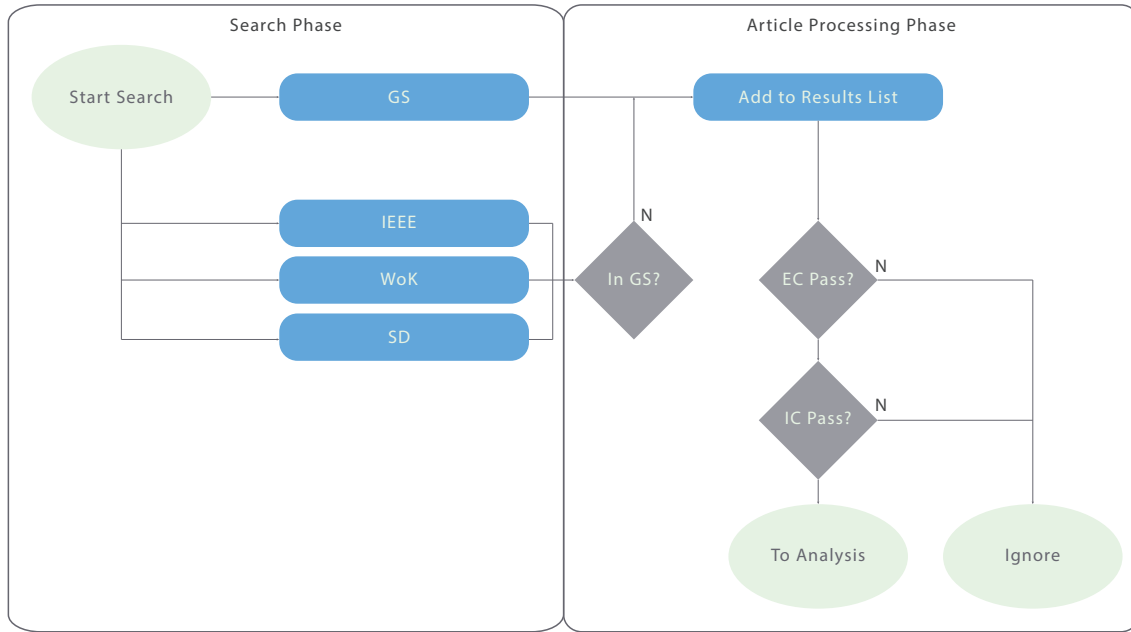 Search Phase
Article Processing Phase
Start Search
GS
Add to Results List
IEEE
N
WoK
In GS?
EC Pass?
N
SD
IC Pass?
N
To Analysis
Ignore